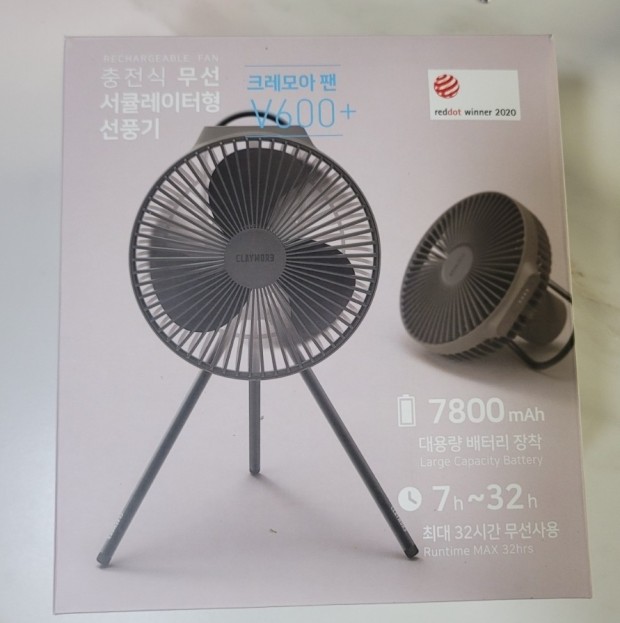 RECHARGEABLE FAN
충전식 무선
서큘레이터형
선풍기
크레모아 팬
V600+
reddot winner 2020
CLAYMORE
7800 mAh
대용량 배터리 장착
Large Capacity Battery
7h~32h
최대 32시간 무선사용
Runtime MAX 32hrs